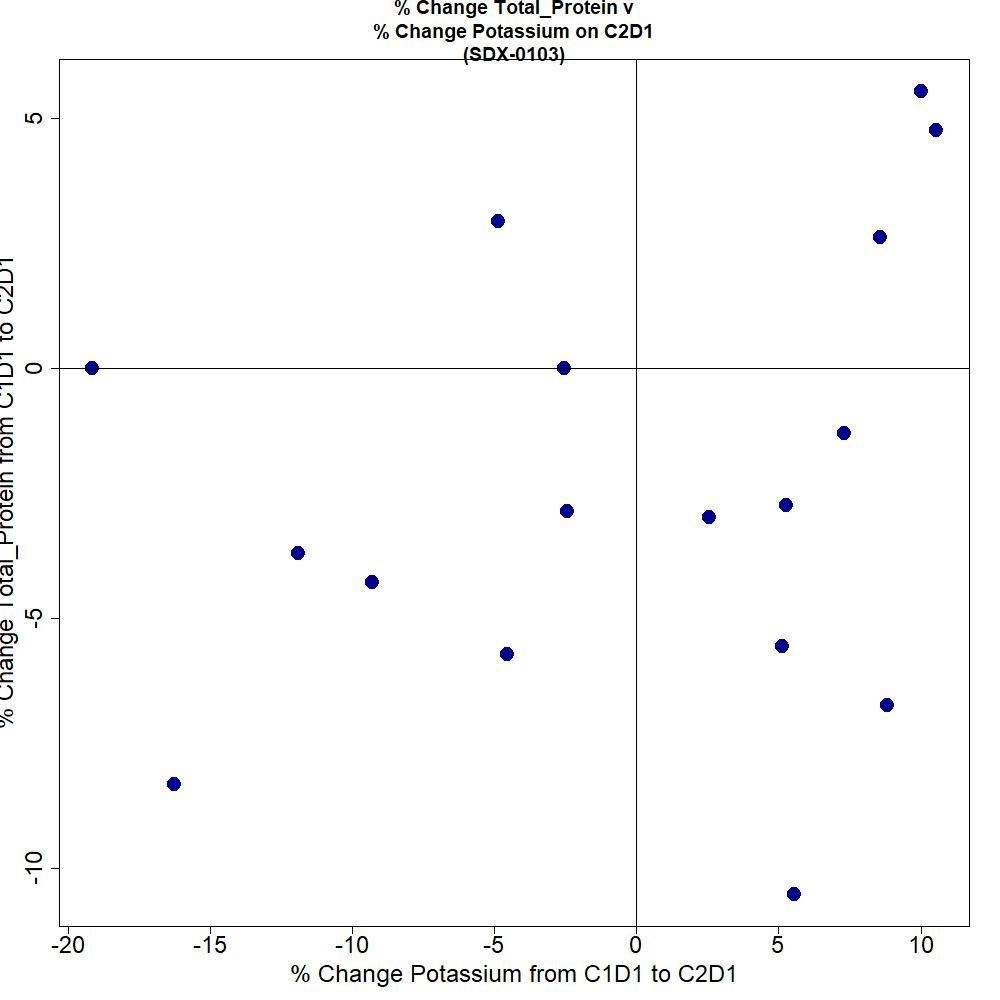 % Change Total_Protein v
% Change Potassium on C2D1
(SDX-0103)
% Change Total_Protein from C1D1 to C2D1
5
0
-5
-10
-20
-15
-10
-5
0
5
10
% Change Potassium from C1D1 to C2D1